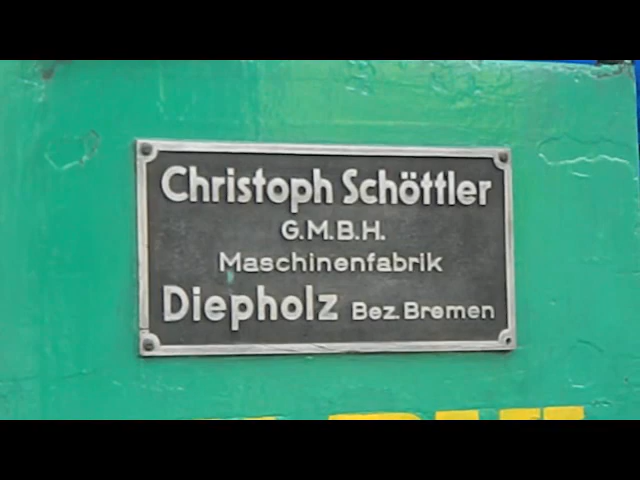 Christoph Schöttler
G.M.B.H.
Maschinenfabrik
Diepholz Bez. Bremen